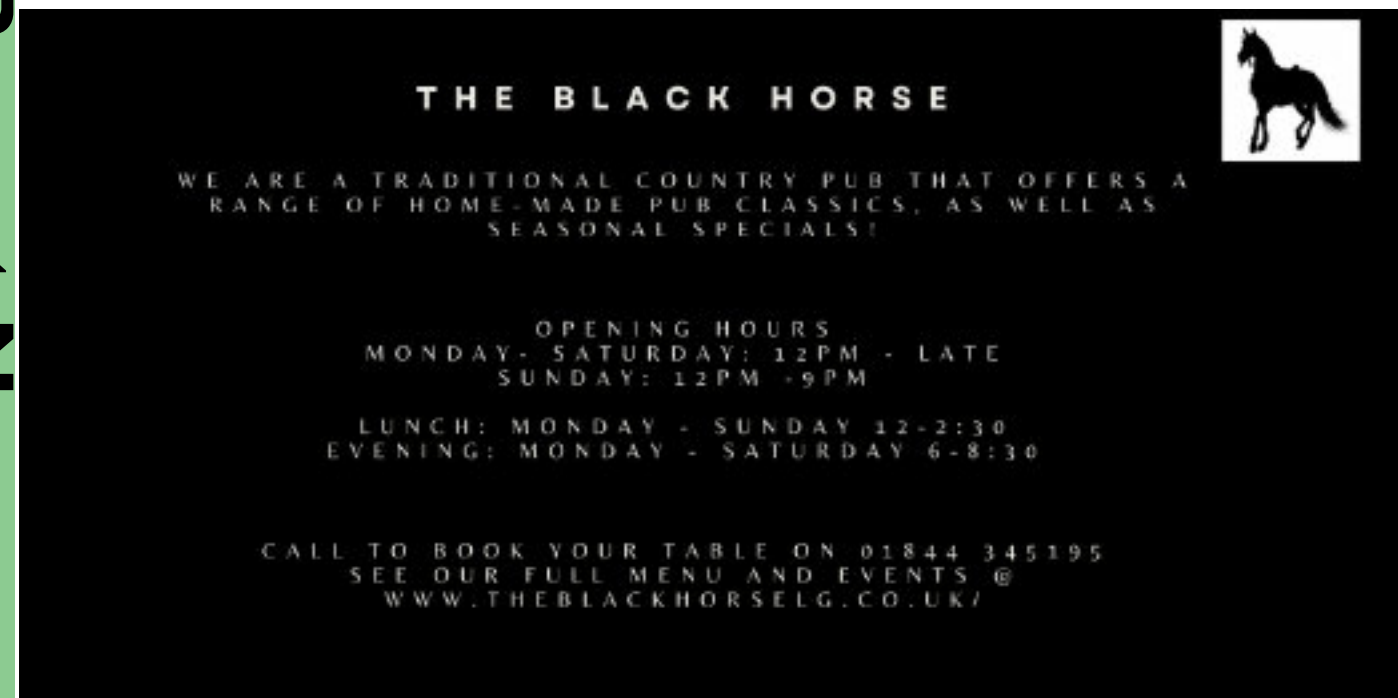 THE BLACK HORSE
WE ARE A TRADITIONAL COUNTRY PUB THAT OFFERS A
RANGE OF HOME-MADE PUB CLASSICS, AS WELL AS
SEASONAL SPECIALS!
OPENING HOURS
MONDAY- SATURDAY: 12PM - LATE
SUNDAY: 12PM -9PM
LUNCH: MONDAY - SUNDAY 12-2:30
EVENING: MONDAY - SATURDAY 6-8:30
CALL TO BOOK YOUR TABLE ON 01844 345195
SEE OUR FULL MENU AND EVENTS @
WWW.THEBLACKHORSELG.CO.UK/